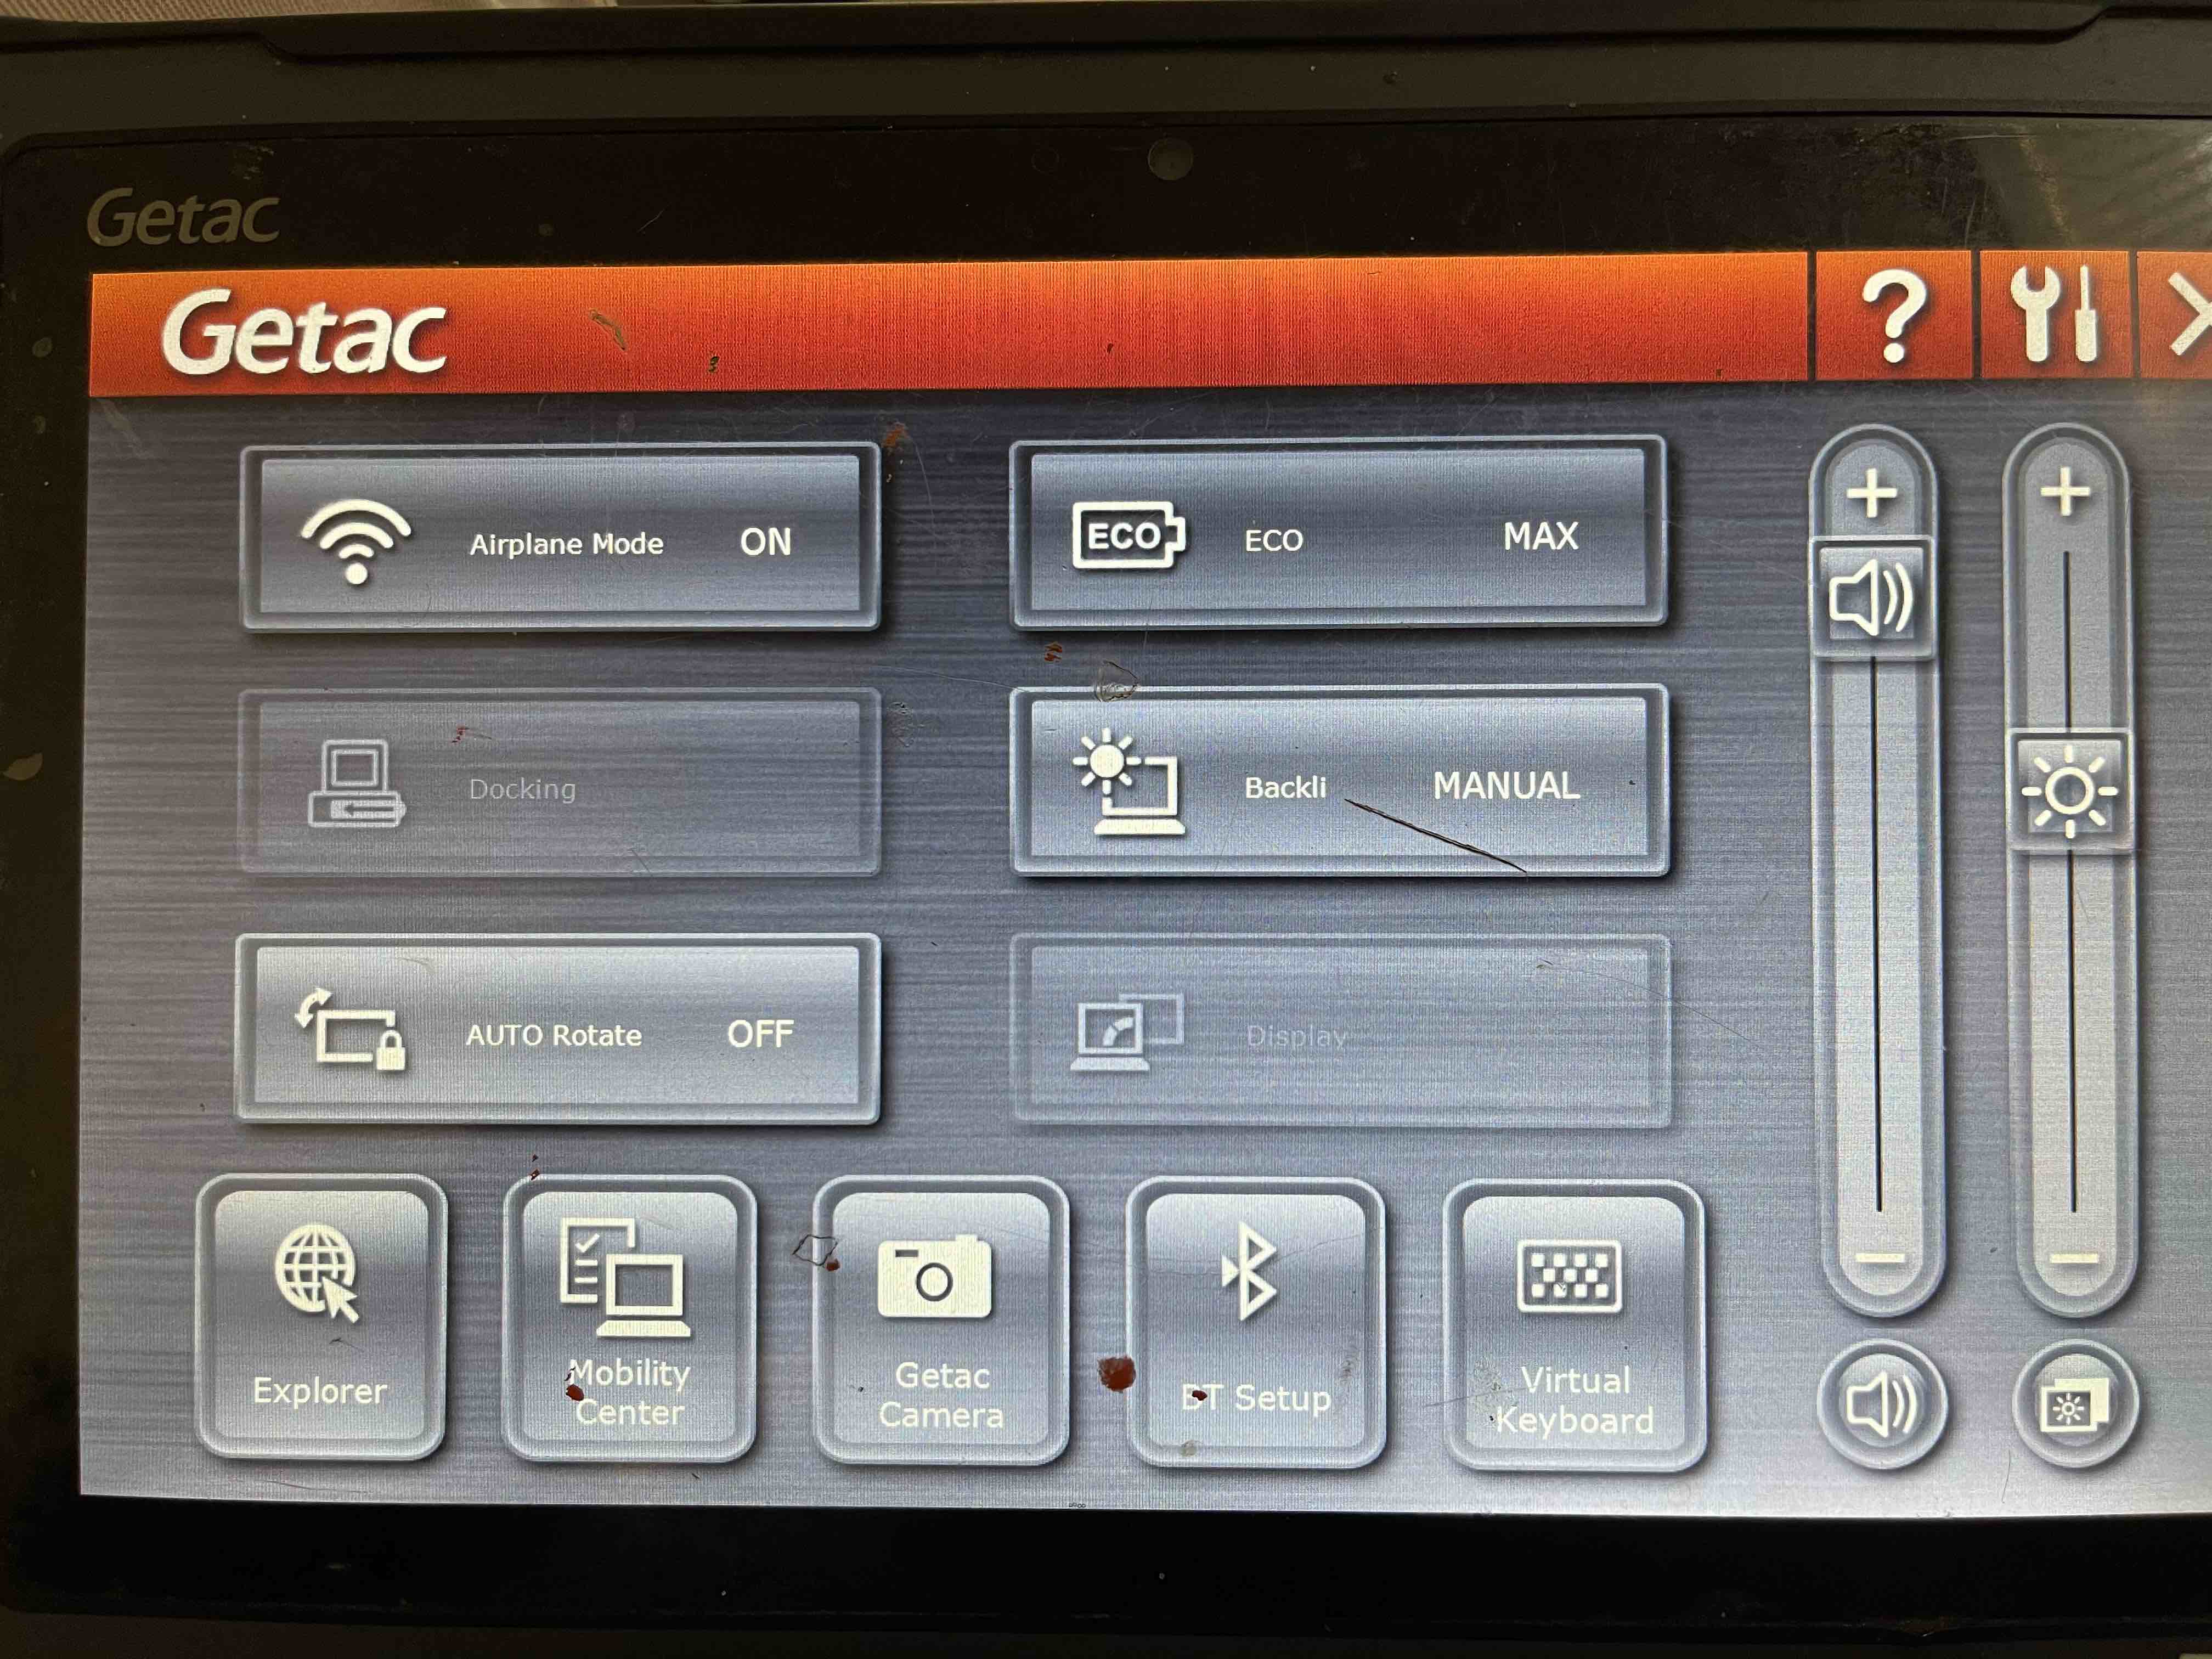 Getac
Getac
?
Airplane Mode ON
ECO ECO MAX
Docking
Backli MANUAL
AUTO Rotate OFF
Display
Explorer
Mobility
Center
Getac
Camera
BT Setup
Virtual
Keyboard